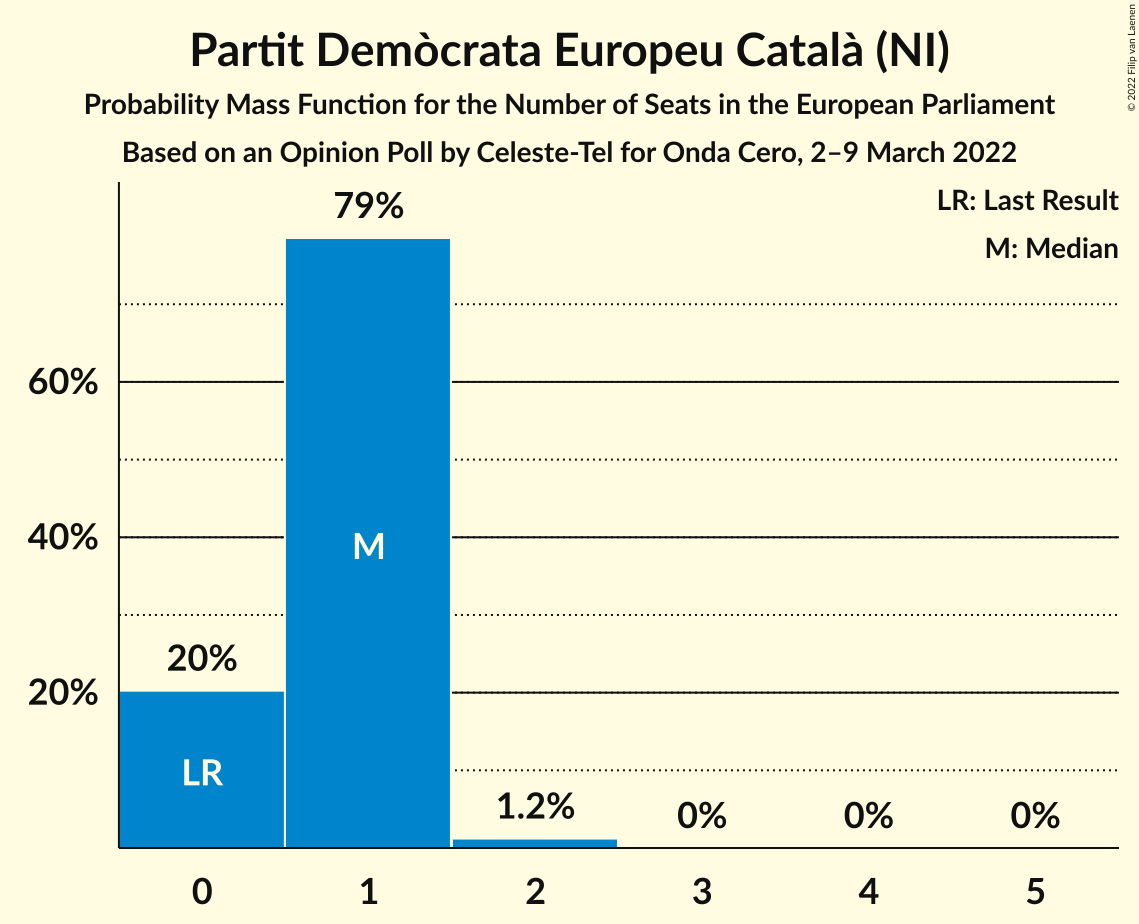 Partit Demòcrata Europeu Català (NI)
Probability Mass Function for the Number of Seats in the European Parliament
Based on an Opinion Poll by Celeste-Tel for Onda Cero, 2–9 March 2022
© 2022 Filip van Laenen
LR: Last Result
M: Median
79%
60%
40%
M
20%
20%
LR
1.2%
0%
0%
0%
0
1
2
3
4
5